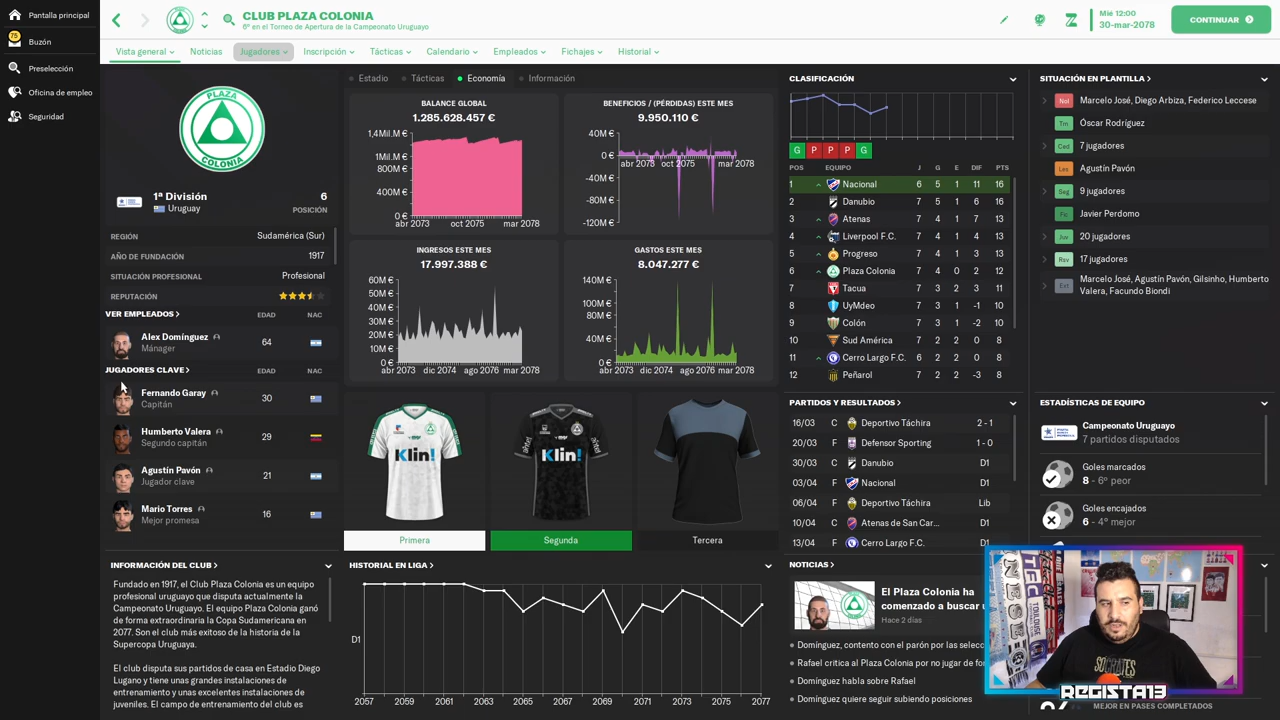 Pantalla principal
75
Buzón
Preselección
Oficina de empleo
Seguridad
CLUB PLAZA COLONIA
6º en el Torneo de Apertura de la Campeonato Uruguayo
Mié 12:00
30-mar-2078
CONTINUAR
Vista general
Noticias
Jugadores
Inscripción
Tácticas
Calendario
Empleados
Fichajes
Historial
PLAZA
COLONIA
1ª División
Uruguay
6
POSICIÓN
REGIÓN
Sudamérica (Sur)
AÑO DE FUNDACIÓN
1917
SITUACIÓN PROFESIONAL
Profesional
REPUTACIÓN
VER EMPLEADOS
EDAD
NAC
Alex Domínguez
Mánager
64
JUGADORES CLAVE
EDAD
NAC
Fernando Garay
Capitán
30
Humberto Valera
Segundo capitán
29
Agustín Pavón
Jugador clave
21
Mario Torres
Mejor promesa
16
INFORMACIÓN DEL CLUB
Fundado en 1917, el Club Plaza Colonia es un equipo
profesional uruguayo que disputa actualmente la
Campeonato Uruguayo. El equipo Plaza Colonia ganó
de forma extraordinaria la Copa Sudamericana en
2077. Son el club más exitoso de la historia de la
Supercopa Uruguaya.
El club disputa sus partidos de casa en Estadio Diego
Lugano y tiene unas grandes instalaciones de
entrenamiento y unas excelentes instalaciones de
juveniles. El campo de entrenamiento del club es
Estadio
Tácticas
Economía
Información
BALANCE GLOBAL
1.285.628.457 €
1,4Mil.M €
1Mil.M €
800M €
400M €
0 €
abr 2073
oct 2075
mar 2078
BENEFICIOS / (PÉRDIDAS) ESTE MES
9.950.110 €
40M €
0 €
-40M €
-80M €
-120M €
abr 2073
oct 2075
mar 2078
INGRESOS ESTE MES
17.997.388 €
60M €
50M €
40M €
30M €
20M €
10M €
0 €
abr 2073
dic 2074
ago 2076
mar 2078
GASTOS ESTE MES
8.047.277 €
140M €
100M €
80M €
40M €
0 €
abr 2073
dic 2074
ago 2076
mar 2078
Klin!
Klin!
Primera
Segunda
Tercera
HISTORIAL EN LIGA
D1
2057
2059
2061
2063
2065
2067
2069
2071
2073
2075
2077
CLASIFICACIÓN
G P P P G
POS EQUIPO J G E DIF PTS
1 Nacional 6 5 1 11 16
2 Danubio 7 5 1 6 16
3 Atenas 7 4 1 7 13
4 Liverpool F.C. 7 4 1 4 13
5 Progreso 7 4 1 3 13
6 Plaza Colonia 7 4 0 2 12
7 Tacua 7 3 2 3 11
8 UyMdeo 7 3 1 -1 10
9 Colón 7 3 1 -2 10
10 Sud América 7 2 2 0 8
11 Cerro Largo F.C. 6 2 2 0 8
12 Peñarol 7 2 2 -3 8
PARTIDOS Y RESULTADOS
16/03 C Deportivo Táchira 2 - 1
20/03 F Defensor Sporting 1 - 0
30/03 C Danubio D1
03/04 F Nacional D1
06/04 F Deportivo Táchira Lib
10/04 C Atenas de San Car... D1
13/04 F Cerro Largo F.C. D1
NOTICIAS
El Plaza Colonia ha
comenzado a buscar
Hace 2 días
Domínguez, contento con el parón por las selecc
Rafael critica al Plaza Colonia por no jugar de fo
Domínguez habla sobre Rafael
Domínguez quiere seguir subiendo posiciones
SITUACIÓN EN PLANTILLA
Nsl Marcelo José, Diego Arbiza, Federico Leccese
Trn Óscar Rodríguez
Ced 7 jugadores
Les Agustín Pavón
Seg 9 jugadores
Fic Javier Perdomo
Juv 20 jugadores
Rsv 17 jugadores
Ext Marcelo José, Agustín Pavón, Gilsinho, Humberto
Valera, Facundo Biondi
ESTADÍSTICAS DE EQUIPO
Campeonato Uruguayo
7 partidos disputados
Goles marcados
8 - 6º peor
Goles encajados
6 - 4º mejor
SOCRATES
REGISTA13
MEJOR EN PASES COMPLETADOS